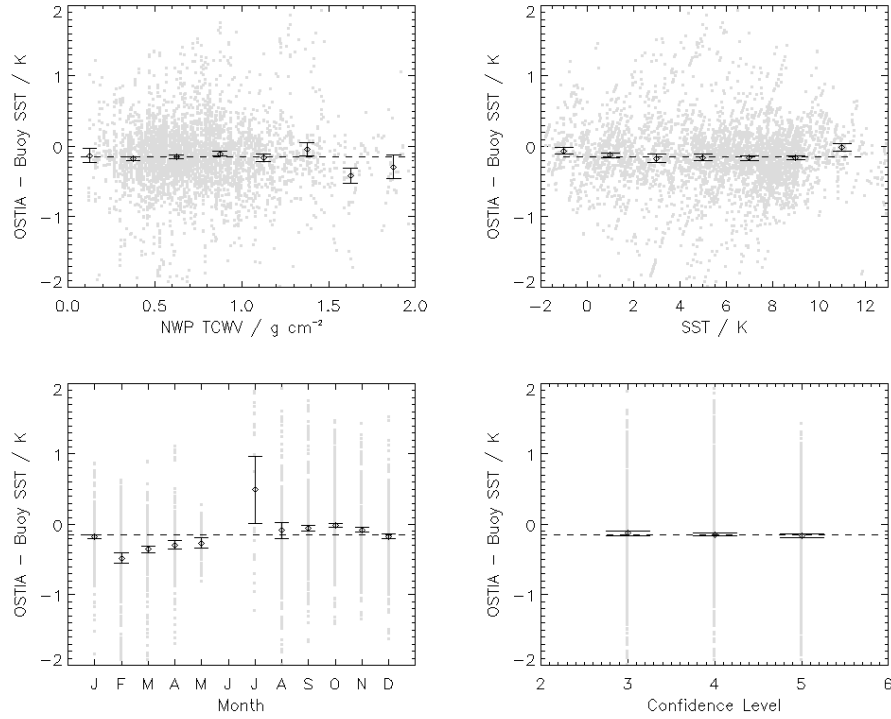 OSTIA – Buoy SST / K
2
1
0
−1
−2
0.0 0.5 1.0 1.5 2.0
NWP TCWV / g cm⁻²
OSTIA – Buoy SST / K
2
1
0
−1
−2
−2 0 2 4 6 8 10 12
SST / K
OSTIA – Buoy SST / K
2
1
0
−1
−2
J F M A M J J A S O N D
Month
OSTIA – Buoy SST / K
2
1
0
−1
−2
2 3 4 5 6
Confidence Level